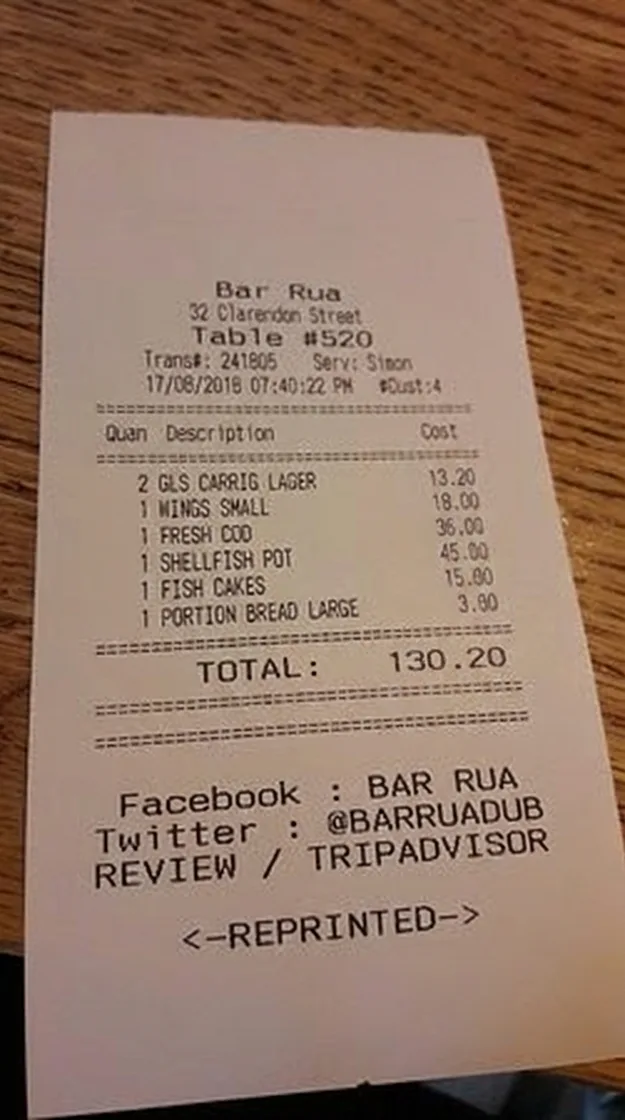 Bar Rua
32 Clarendon Street
Table #520
Trans#: 241805 Serv: Simon
17/08/2018 07:40:22 PM #Cust:4
Quan Description Cost
2 GLS CARRIG LAGER 13.20
1 WINGS SMALL 18.00
1 FRESH COD 36.00
1 SHELLFISH POT 45.00
1 FISH CAKES 15.00
1 PORTION BREAD LARGE 3.00
TOTAL: 130.20
Facebook : BAR RUA
Twitter : @BARRUADUB
REVIEW / TRIPADVISOR
<-REPRINTED->